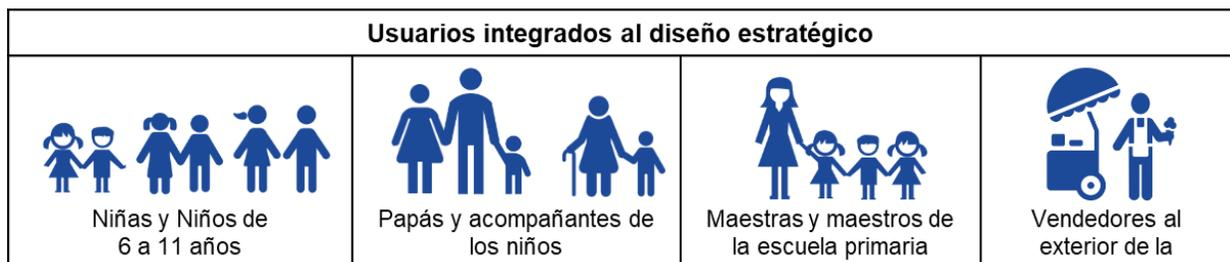 Usuarios integrados al diseño estratégico
Niñas y Niños de
6 a 11 años
Papás y acompañantes de
los niños
Maestras y maestros de
la escuela primaria
Vendedores al
exterior de la